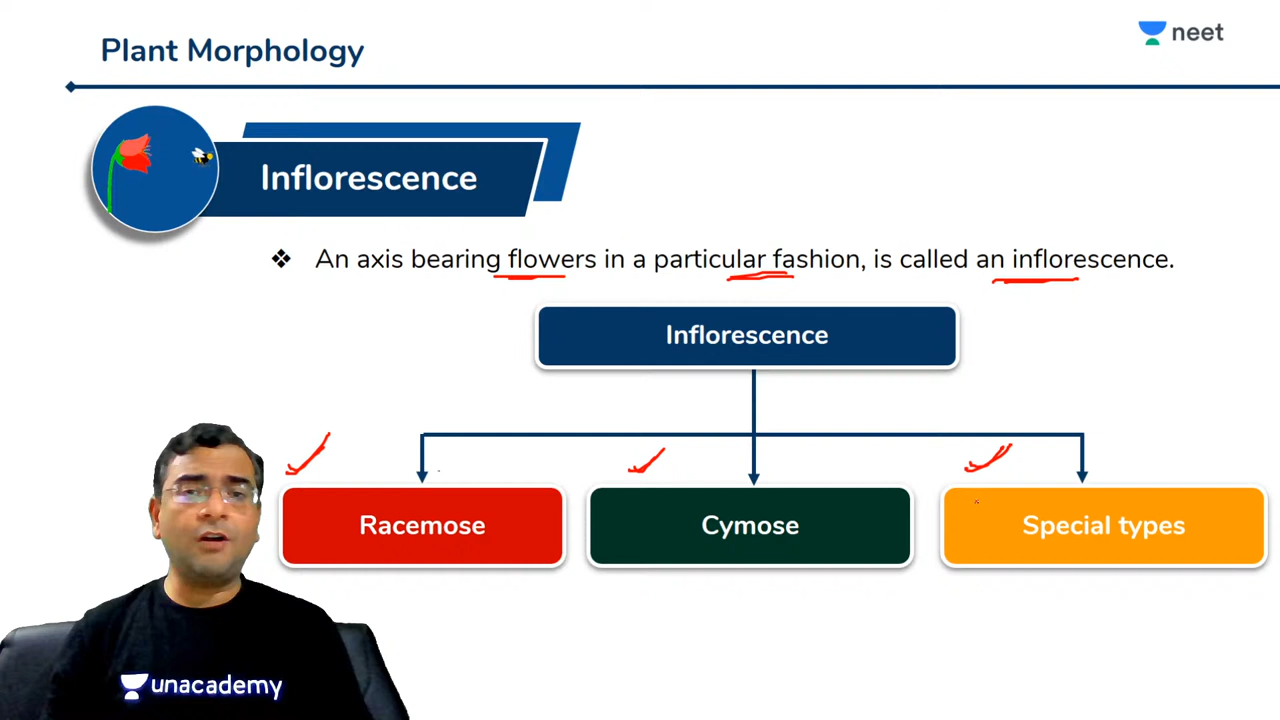 Plant Morphology
neet
Inflorescence
❖ An axis bearing flowers in a particular fashion, is called an inflorescence.
Inflorescence
Racemose
Cymose
Special types
unacademy